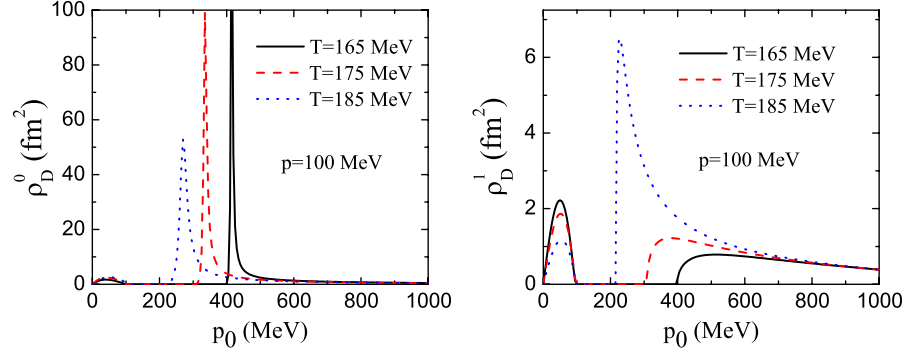 100
80
60
40
20
0
ρ_D^0 (fm^2)
T=165 MeV
T=175 MeV
T=185 MeV
p=100 MeV
0 200 400 600 800 1000
p_0 (MeV)
6
4
2
0
ρ_D^1 (fm^2)
T=165 MeV
T=175 MeV
T=185 MeV
p=100 MeV
0 200 400 600 800 1000
p_0 (MeV)